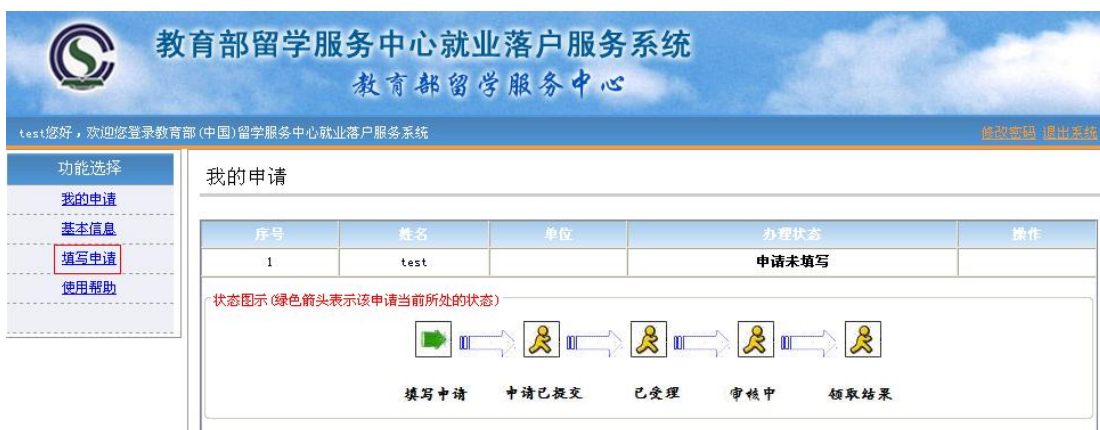 教育部留学服务中心就业落户服务系统
教育部留学服务中心
test您好，欢迎您登录教育部(中国)留学服务中心就业落户服务系统 修改密码 退出系统
功能选择
我的申请
基本信息
填写申请
使用帮助
我的申请
序号 姓名 单位 办理状态 操作
1 test 申请未填写
状态图示(绿色箭头表示该申请当前所处的状态)
填写申请 申请已提交 已受理 审核中 领取结果